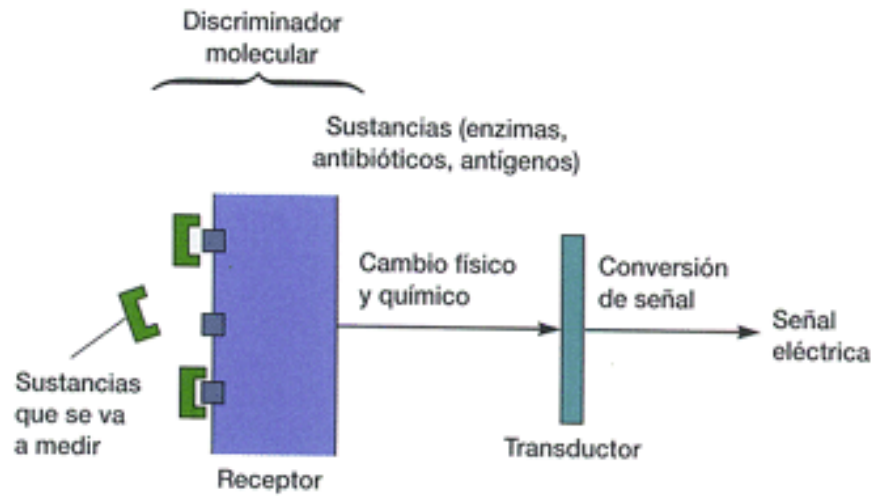 Discriminador
molecular
Sustancias (enzimas,
antibióticos, antígenos)
Cambio físico
y químico
Conversión
de señal
Señal
eléctrica
Sustancias
que se va
a medir
Transductor
Receptor